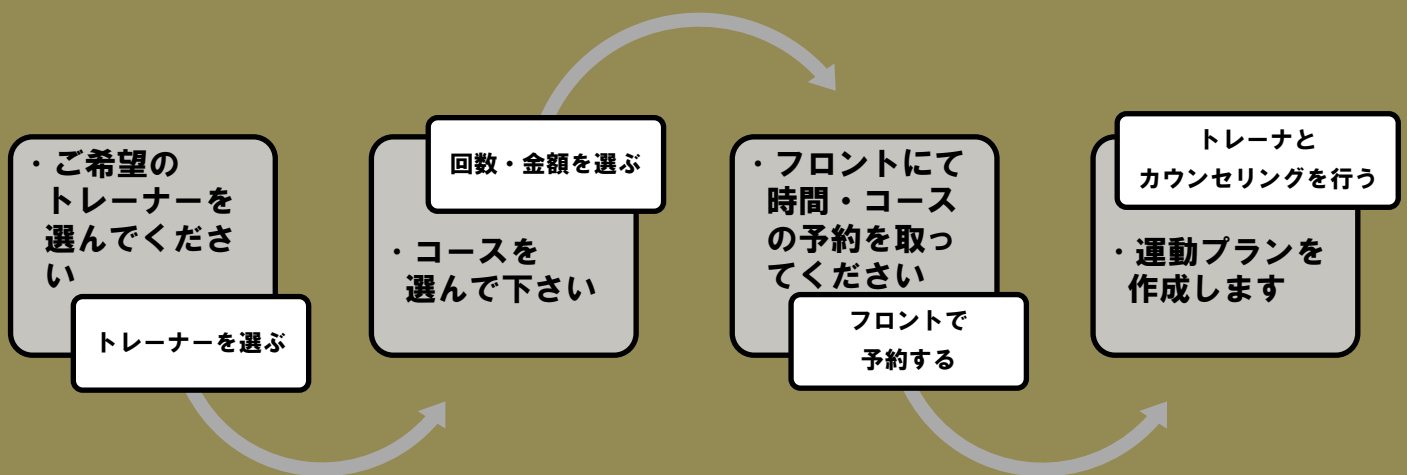 ・ご希望の
トレーナーを
選んでくださ
い
トレーナーを選ぶ
回数・金額を選ぶ
・コースを
選んで下さい
・フロントにて
時間・コース
の予約を取っ
てください
フロントで
予約する
トレーナと
カウンセリングを行う
・運動プランを
作成します